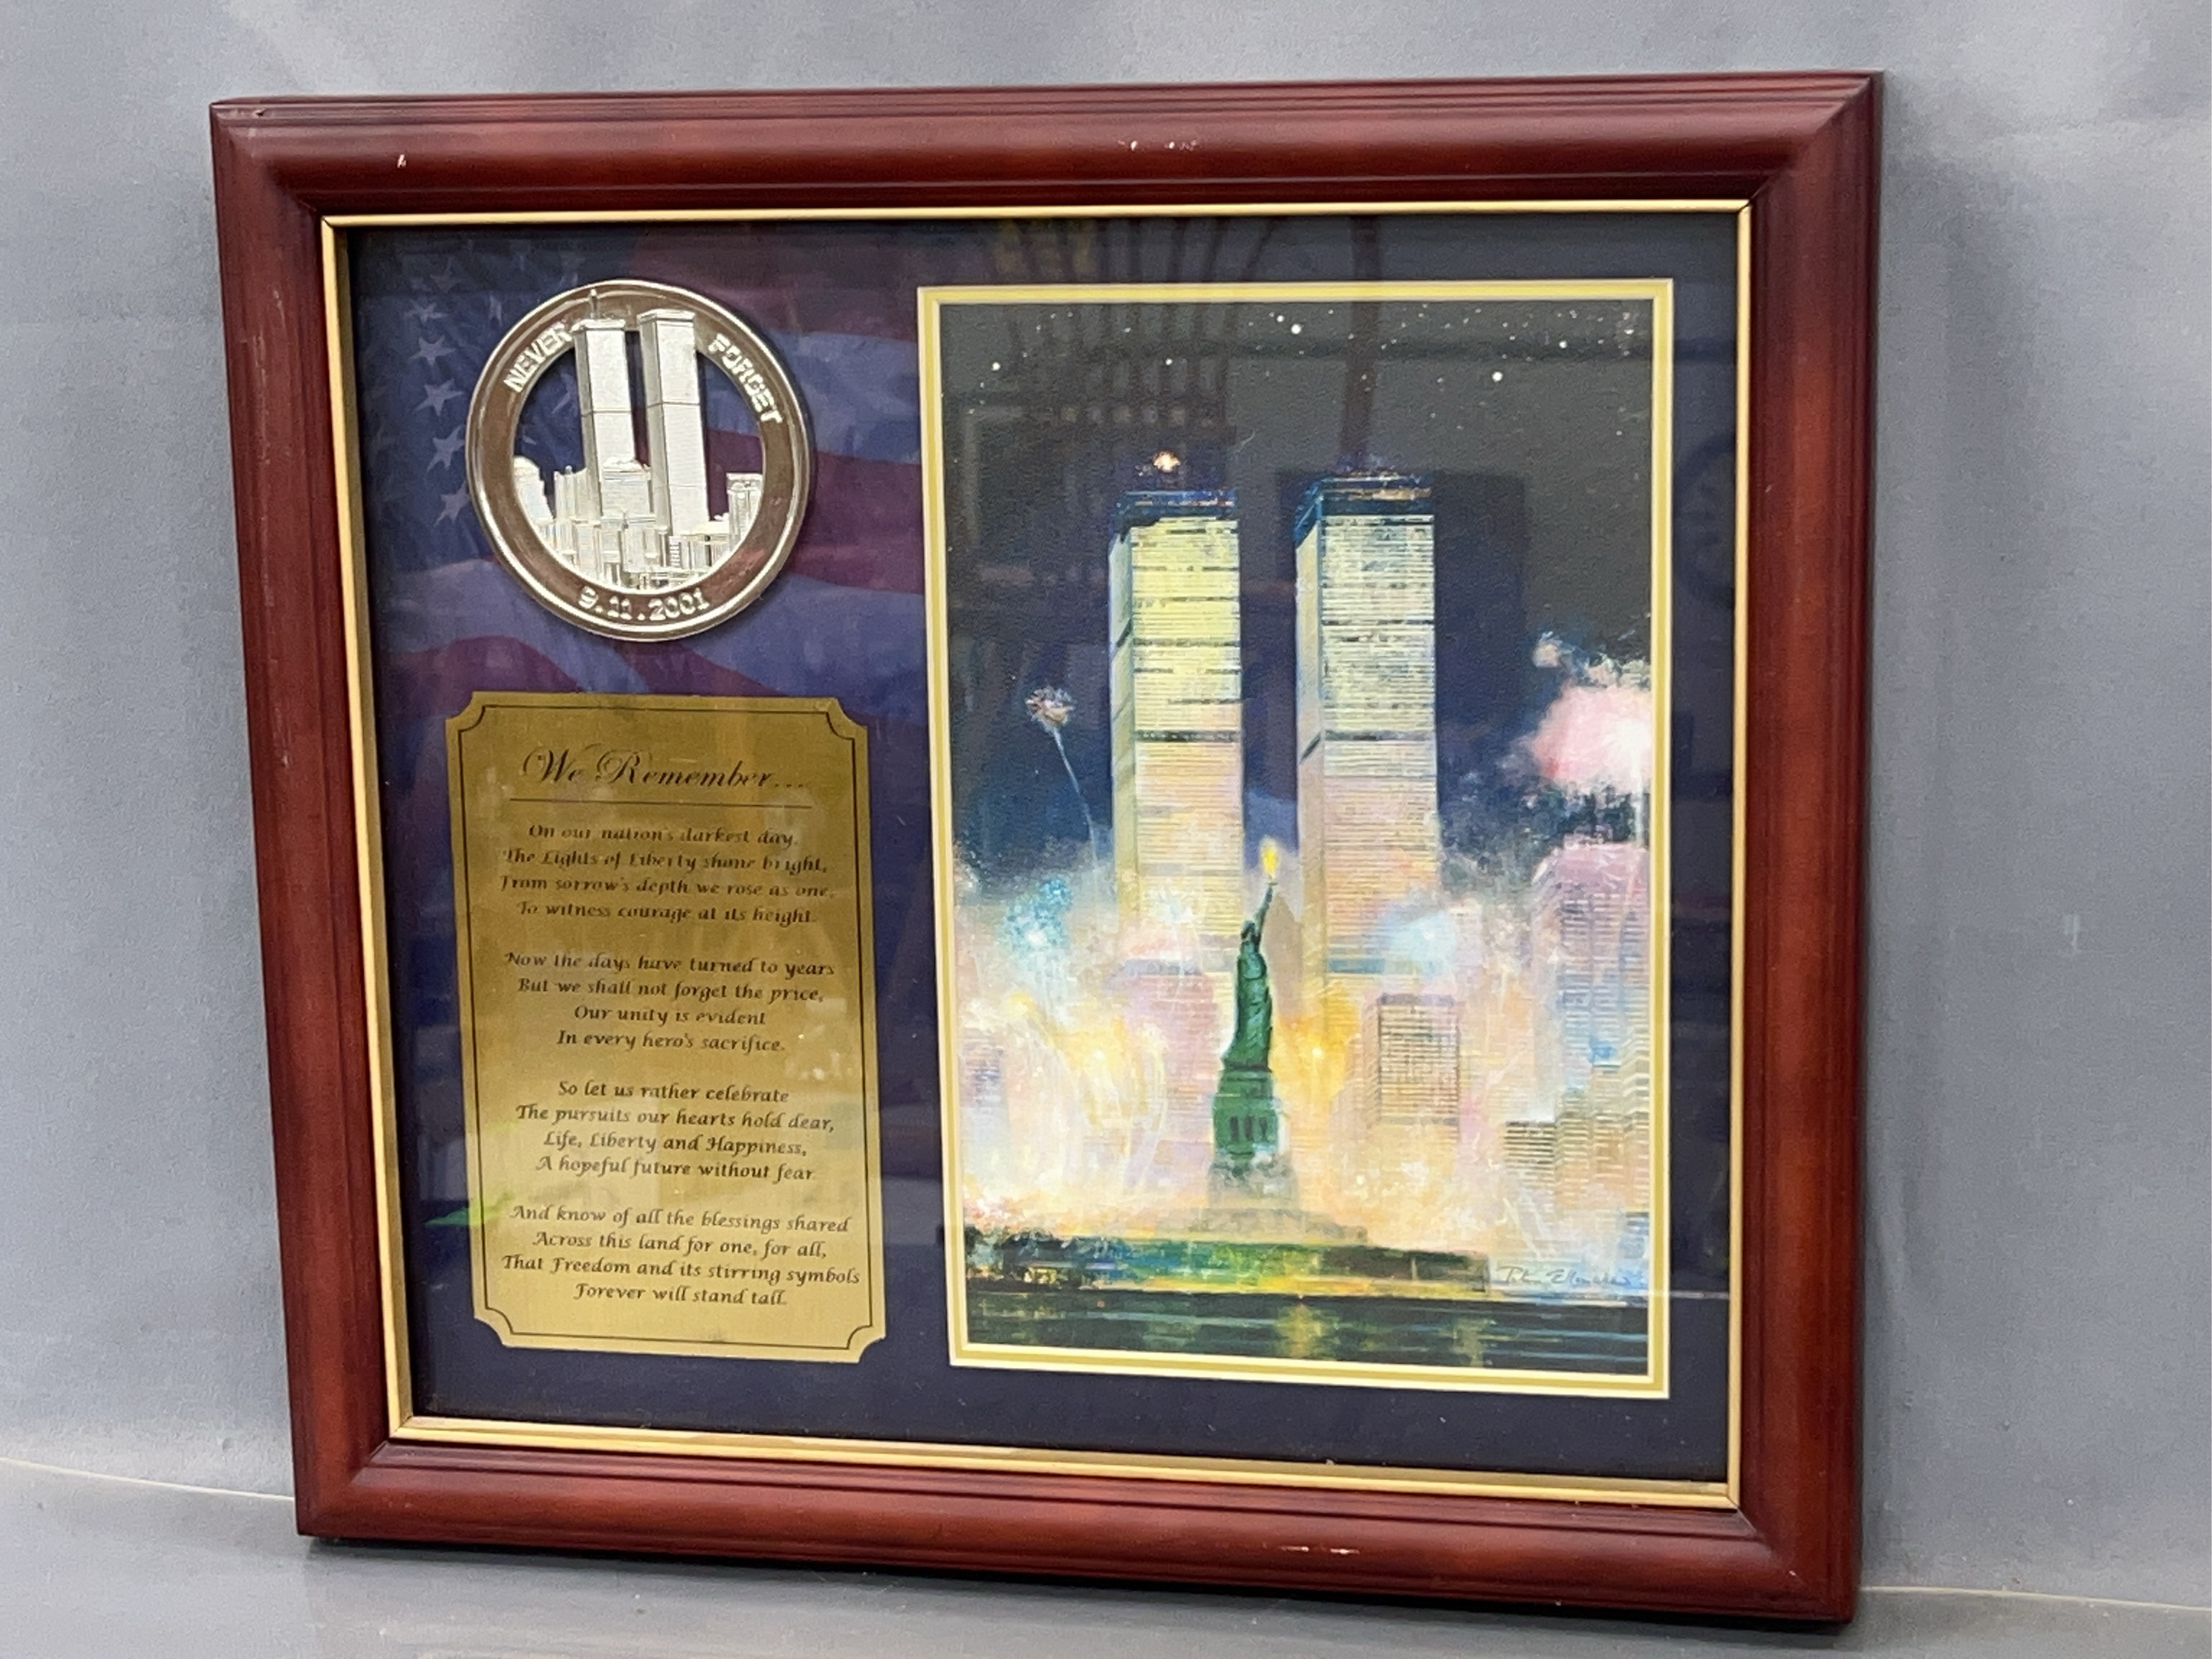 NEVER FORGET
9.11.2001
We Remember...
On our nation's darkest day,
The Lights of Liberty shine bright,
From sorrow's depth we rose as one,
To witness courage at its height.
Now the days have turned to years
But we shall not forget the price,
Our unity is evident
In every hero's sacrifice.
So let us rather celebrate
The pursuits our hearts hold dear,
Life, Liberty and Happiness,
A hopeful future without fear.
And know of all the blessings shared
Across this land for one, for all,
That Freedom and its stirring symbols
Forever will stand tall.